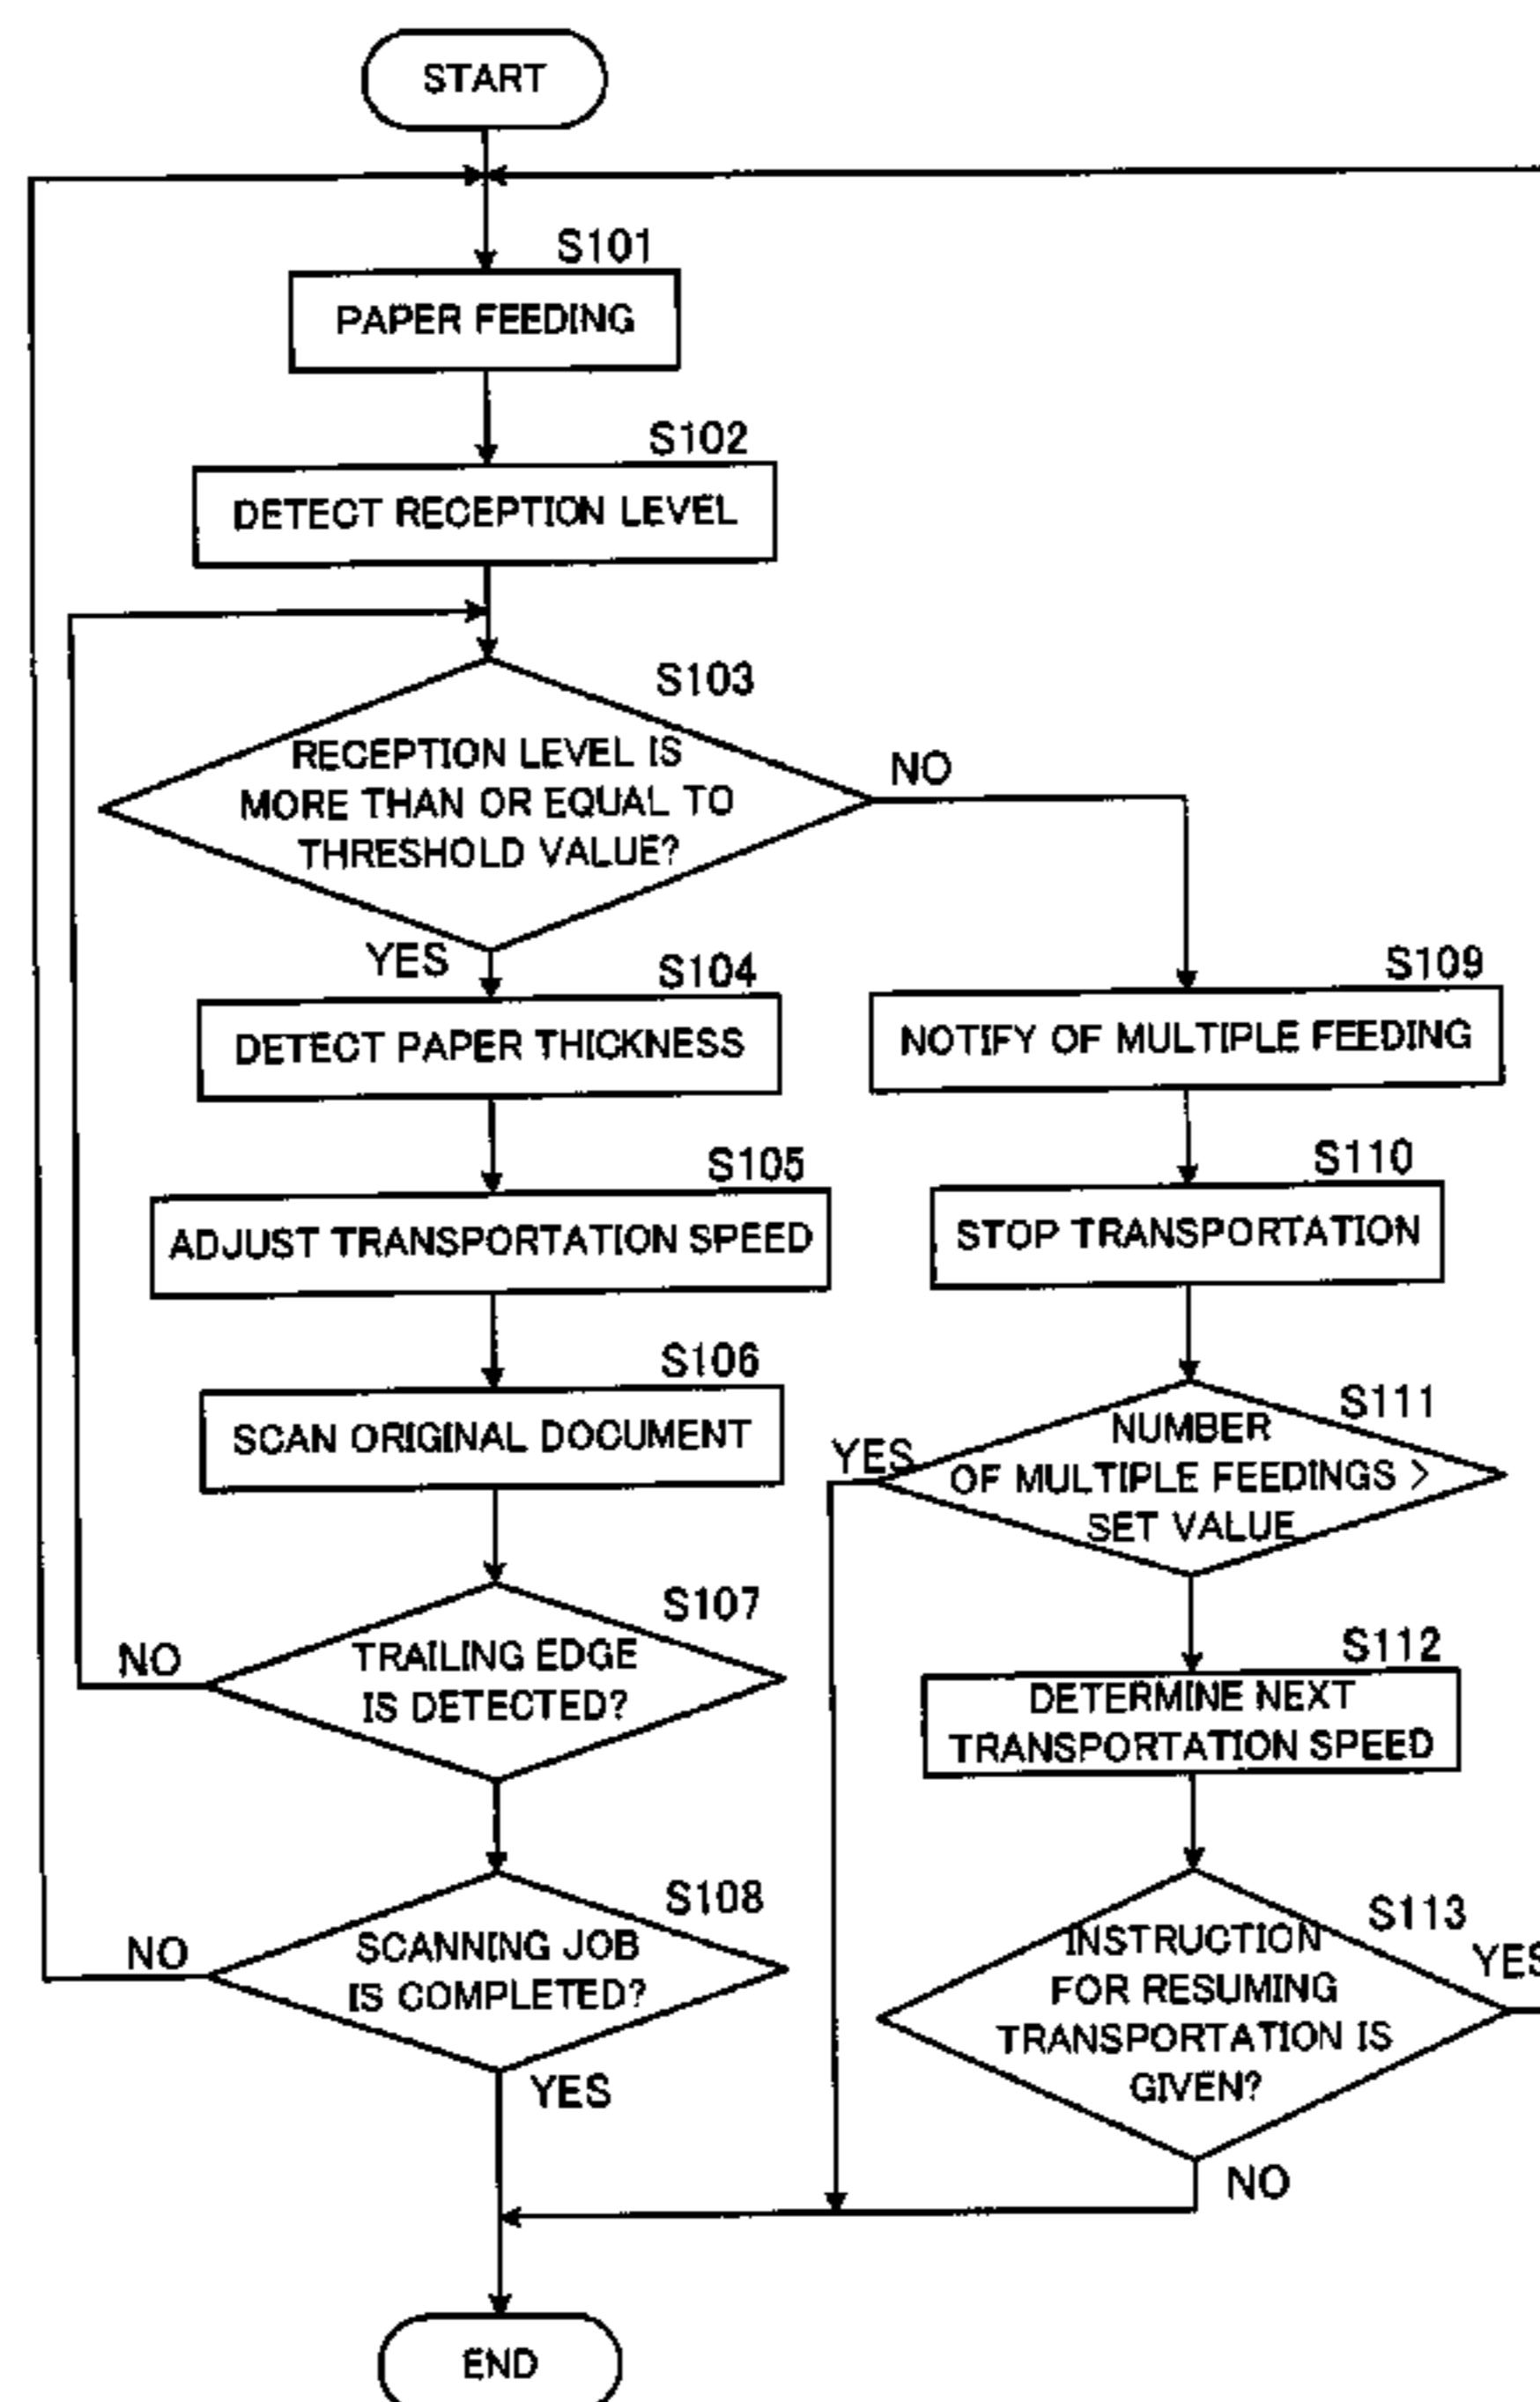 START
S101
PAPER FEEDING
S102
DETECT RECEPTION LEVEL
S103
RECEPTION LEVEL IS
MORE THAN OR EQUAL TO
THRESHOLD VALUE?
NO
YES
S104
DETECT PAPER THICKNESS
S109
NOTIFY OF MULTIPLE FEEDING
S105
ADJUST TRANSPORTATION SPEED
S110
STOP TRANSPORTATION
S106
SCAN ORIGINAL DOCUMENT
S111
YES
NUMBER
OF MULTIPLE FEEDINGS >
SET VALUE
S107
NO
TRAILING EDGE
IS DETECTED?
S112
DETERMINE NEXT
TRANSPORTATION SPEED
S108
NO
SCANNING JOB
IS COMPLETED?
YES
S113
INSTRUCTION
FOR RESUMING
TRANSPORTATION IS
GIVEN?
YES
NO
END